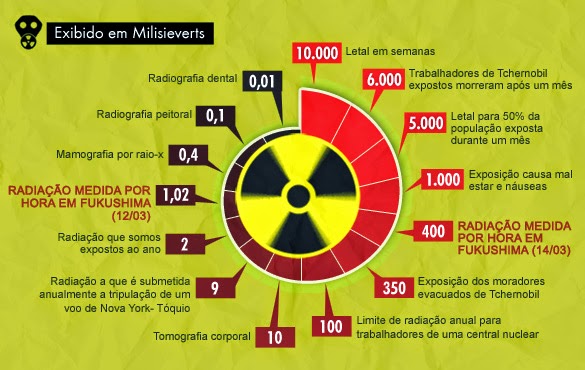 Exibido em Milisieverts
10.000
Letal em semanas
6.000
Trabalhadores de Tchernobil
expostos morreram após um mês
5.000
Letal para 50% da
população exposta
durante um mês
1.000
Exposição causa mal
estar e náuseas
400
RADIAÇÃO MEDIDA
POR HORA EM
FUKUSHIMA (14/03)
350
Exposição dos moradores
evacuados de Tchernobil
100
Limite de radiação anual para
trabalhadores de uma central nuclear
10
Tomografia corporal
9
Radiação a que é submetida
anualmente a tripulação de um
voo de Nova York- Tóquio
2
Radiação que somos
expostos ao ano
1,02
RADIAÇÃO MEDIDA POR
HORA EM FUKUSHIMA
(12/03)
0,4
Mamografia por raio-x
0,1
Radiografia peitoral
0,01
Radiografia dental